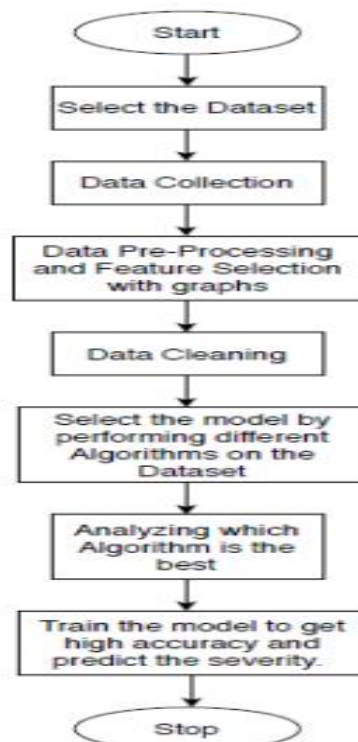 Start
Select the Dataset
Data Collection
Data Pre-Processing
and Feature Selection
with graphs
Data Cleaning
Select the model by
performing different
Algorithms on the
Dataset
Analyzing which
Algorithm is the
best
Train the model to get
high accuracy and
predict the severity.
Stop